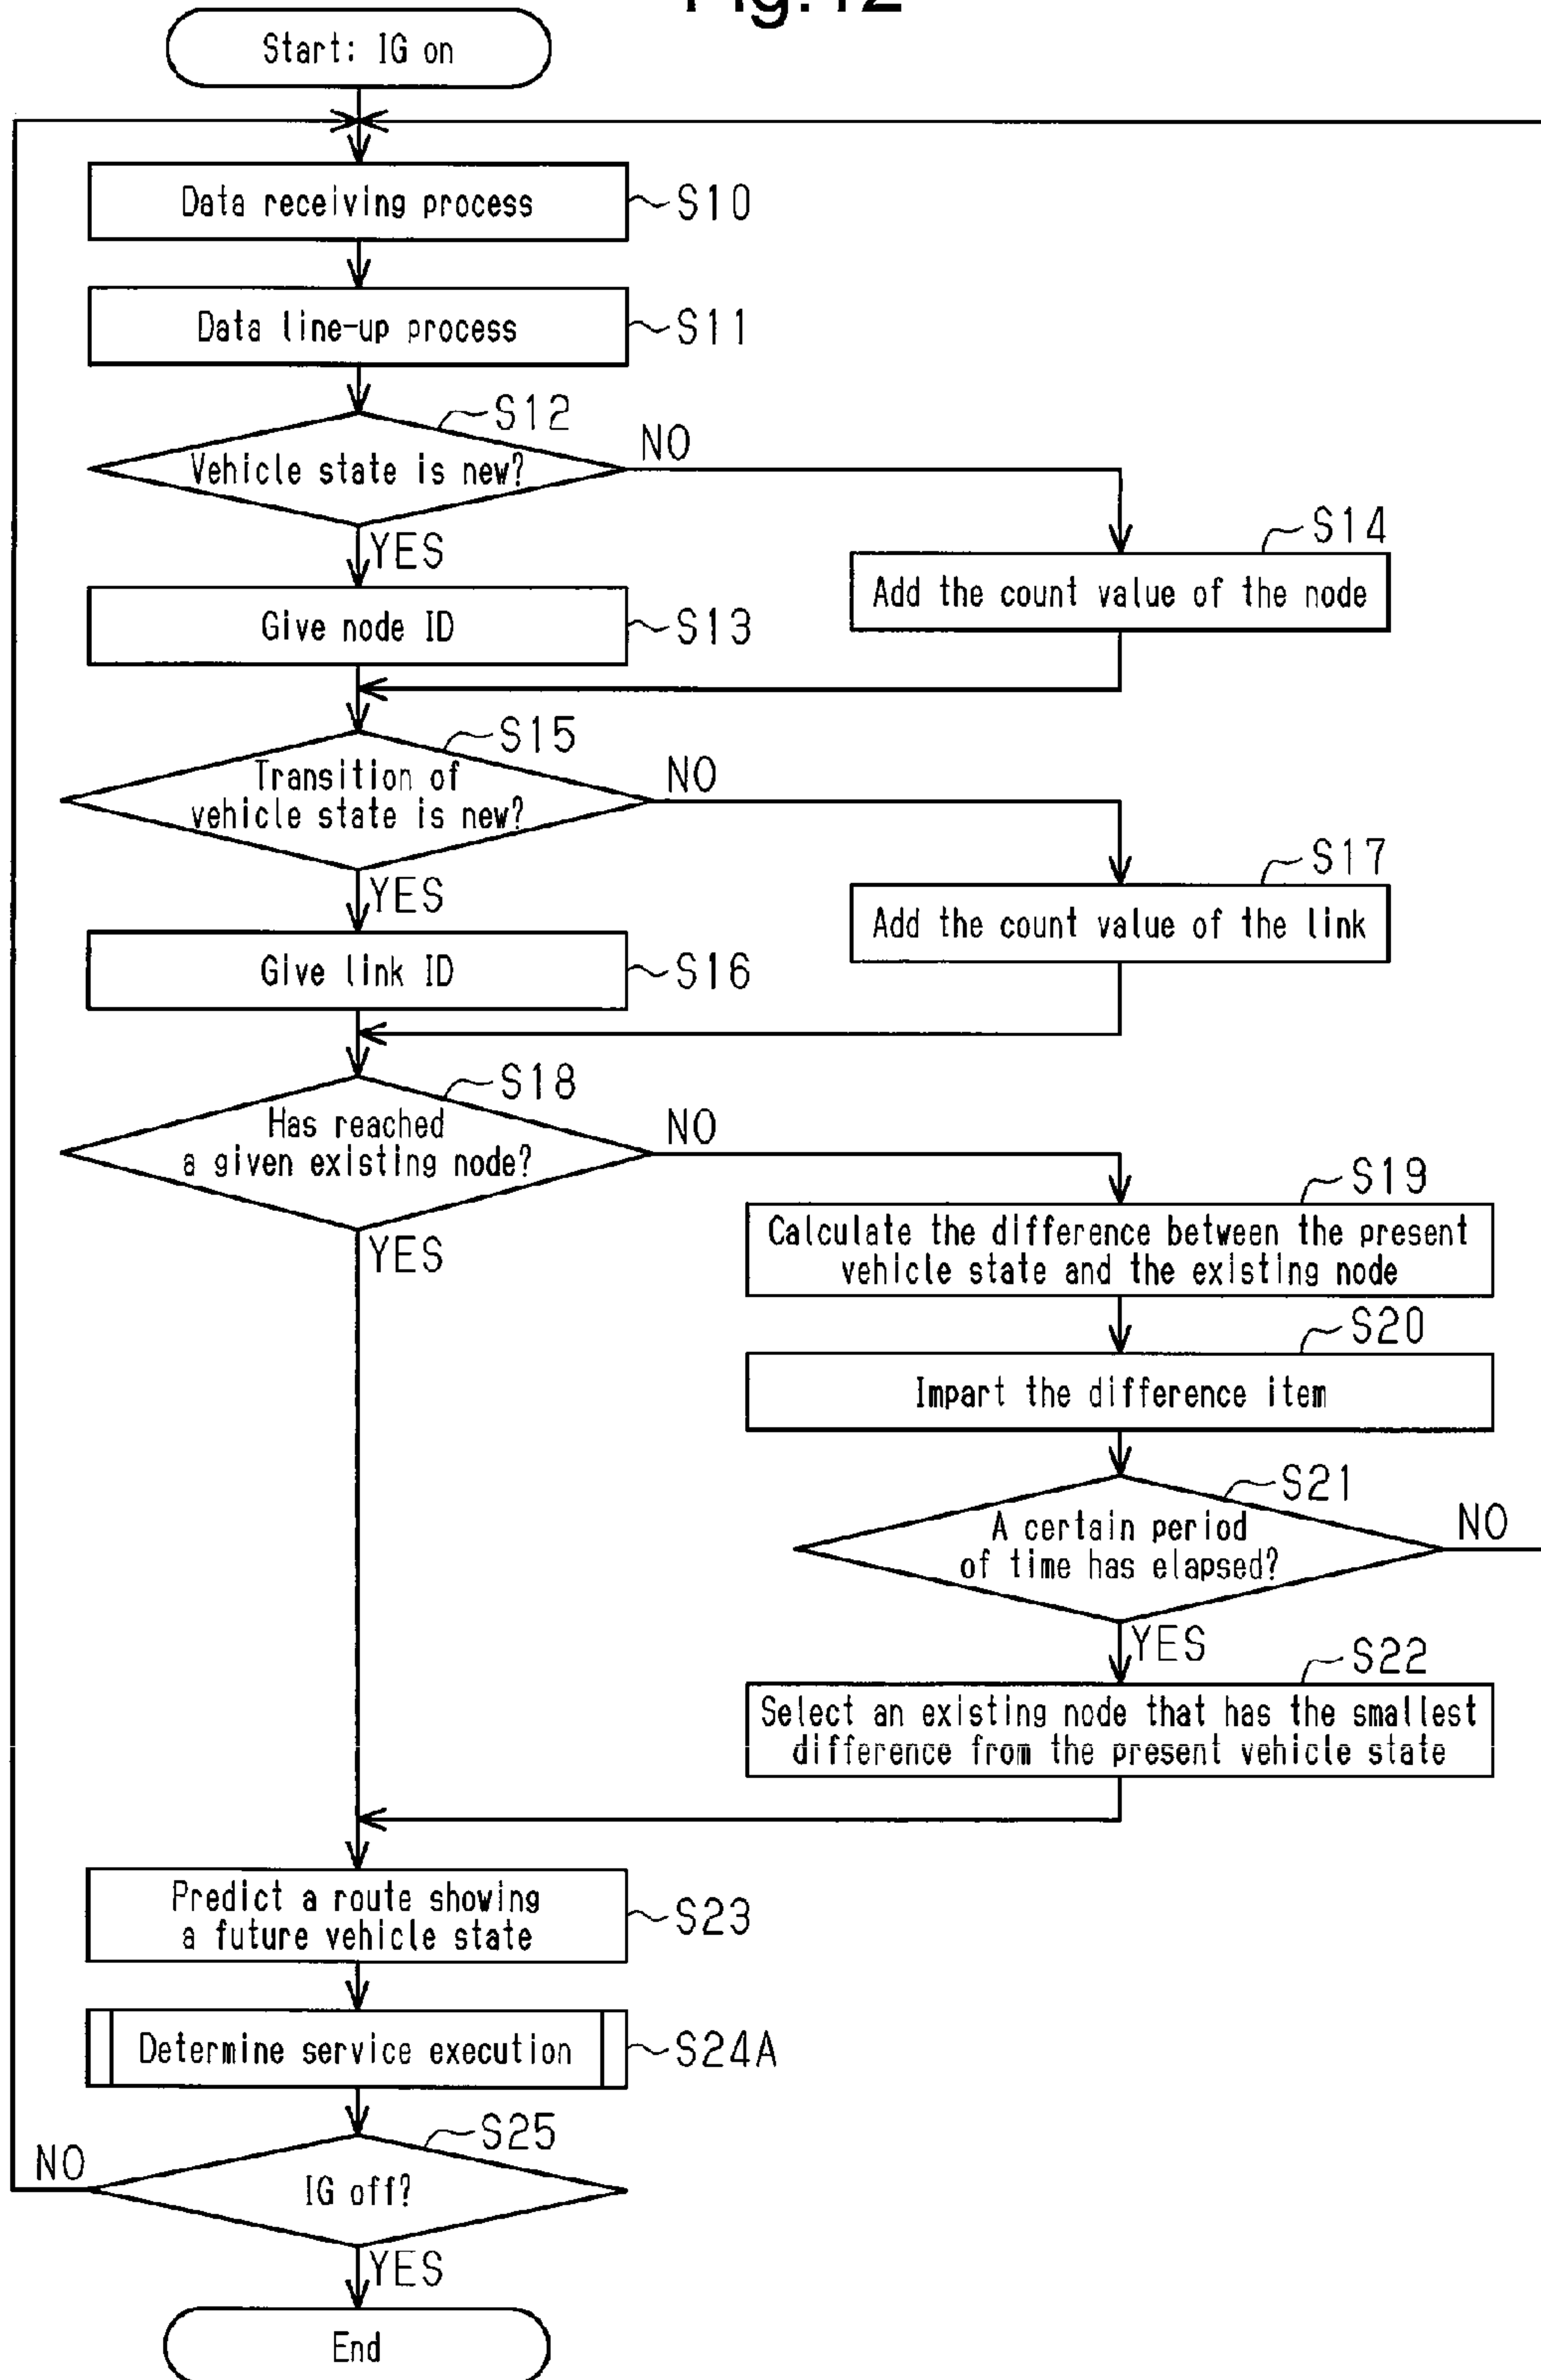 Fig.12
Start: IG on
Data receiving process
S10
Data line-up process
S11
S12
Vehicle state is new?
NO
YES
S14
Add the count value of the node
Give node ID
S13
S15
Transition of
vehicle state is new?
NO
YES
S17
Add the count value of the link
Give link ID
S16
S18
Has reached
a given existing node?
NO
YES
S19
Calculate the difference between the present
vehicle state and the existing node
S20
Impart the difference item
S21
A certain period
of time has elapsed?
NO
YES
S22
Select an existing node that has the smallest
difference from the present vehicle state
Predict a route showing
a future vehicle state
S23
Determine service execution
S24A
S25
IG off?
NO
YES
End